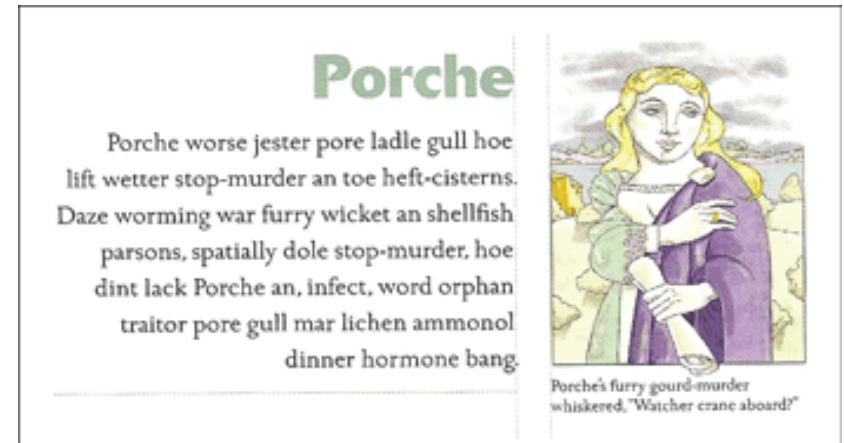 Porche
Porche worse jester pore ladle gull hoe
lift wetter stop-murder an toe heft-cisterns.
Daze worming war furry wicket an shellfish
parsons, spatially dole stop-murder, hoe
dint lack Porche an, infect, word orphan
traitor pore gull mar lichen ammonol
dinner hormone bang.
Porche's furry gourd-murder
whiskered, "Watcher crane aboard?"